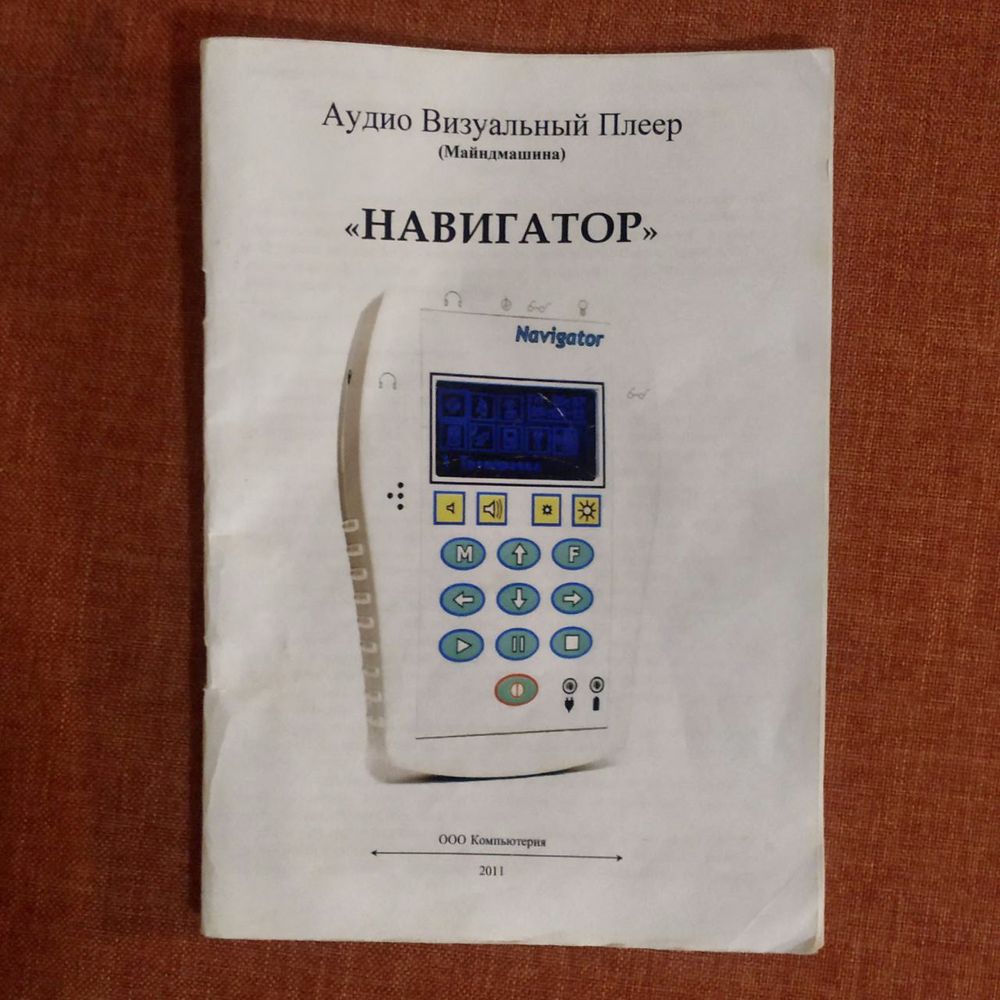 Аудио Визуальный Плеер
(Майндмашина)
«НАВИГАТОР»
Navigator
M
F
ООО Компьютерия
2011